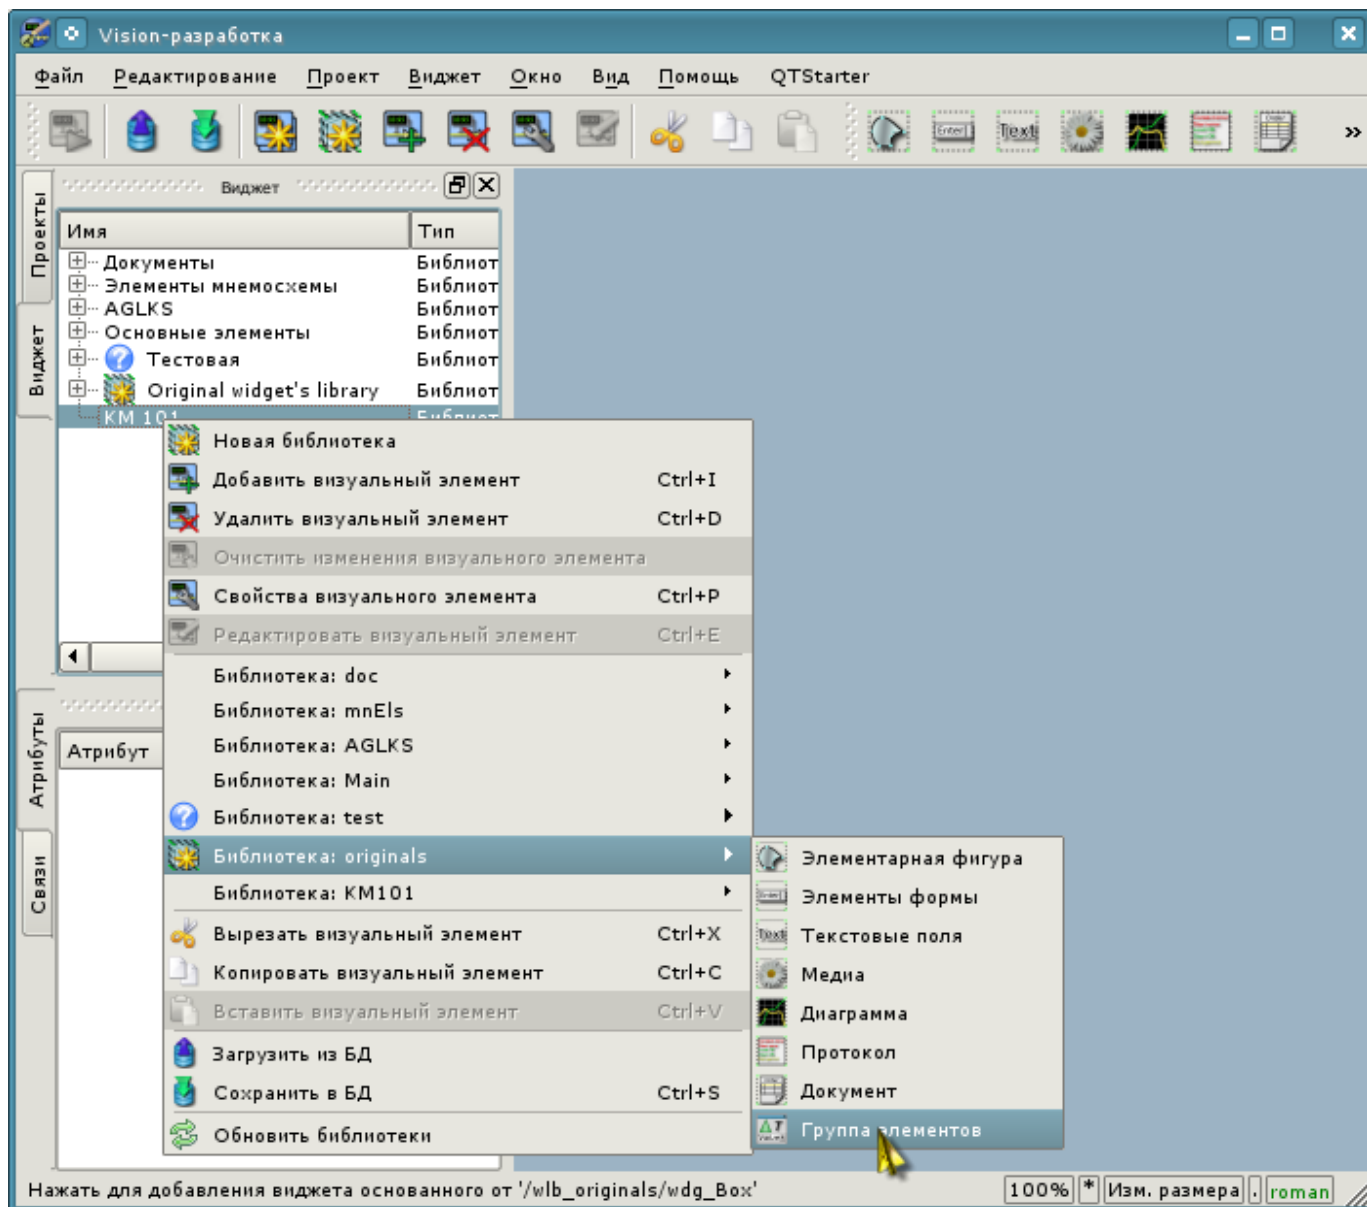 Vision-разработка
Файл Редактирование Проект Виджет Окно Вид Помощь QTStarter
Enter Text »
Проекты
Виджет
Виджет
Имя Тип
Документы Библиот
Элементы мнемосхемы Библиот
AGLKS Библиот
Основные элементы Библиот
Тестовая Библиот
Original widget's library Библиот
KM 101 Библиот
Новая библиотека
Добавить визуальный элемент Ctrl+I
Удалить визуальный элемент Ctrl+D
Очистить изменения визуального элемента
Свойства визуального элемента Ctrl+P
Редактировать визуальный элемент Ctrl+E
Библиотека: doc
Библиотека: mnEls
Библиотека: AGLKS
Библиотека: Main
Библиотека: test
Библиотека: originals
Библиотека: KM101
Вырезать визуальный элемент Ctrl+X
Копировать визуальный элемент Ctrl+C
Вставить визуальный элемент Ctrl+V
Загрузить из БД
Сохранить в БД Ctrl+S
Обновить библиотеки
Элементарная фигура
Элементы формы
Текстовые поля
Медиа
Диаграмма
Протокол
Документ
Группа элементов
Атрибуты
Связи
Атрибут
Нажать для добавления виджета основанного от '/wlb_originals/wdg_Box' 100% * Изм. размера . roman